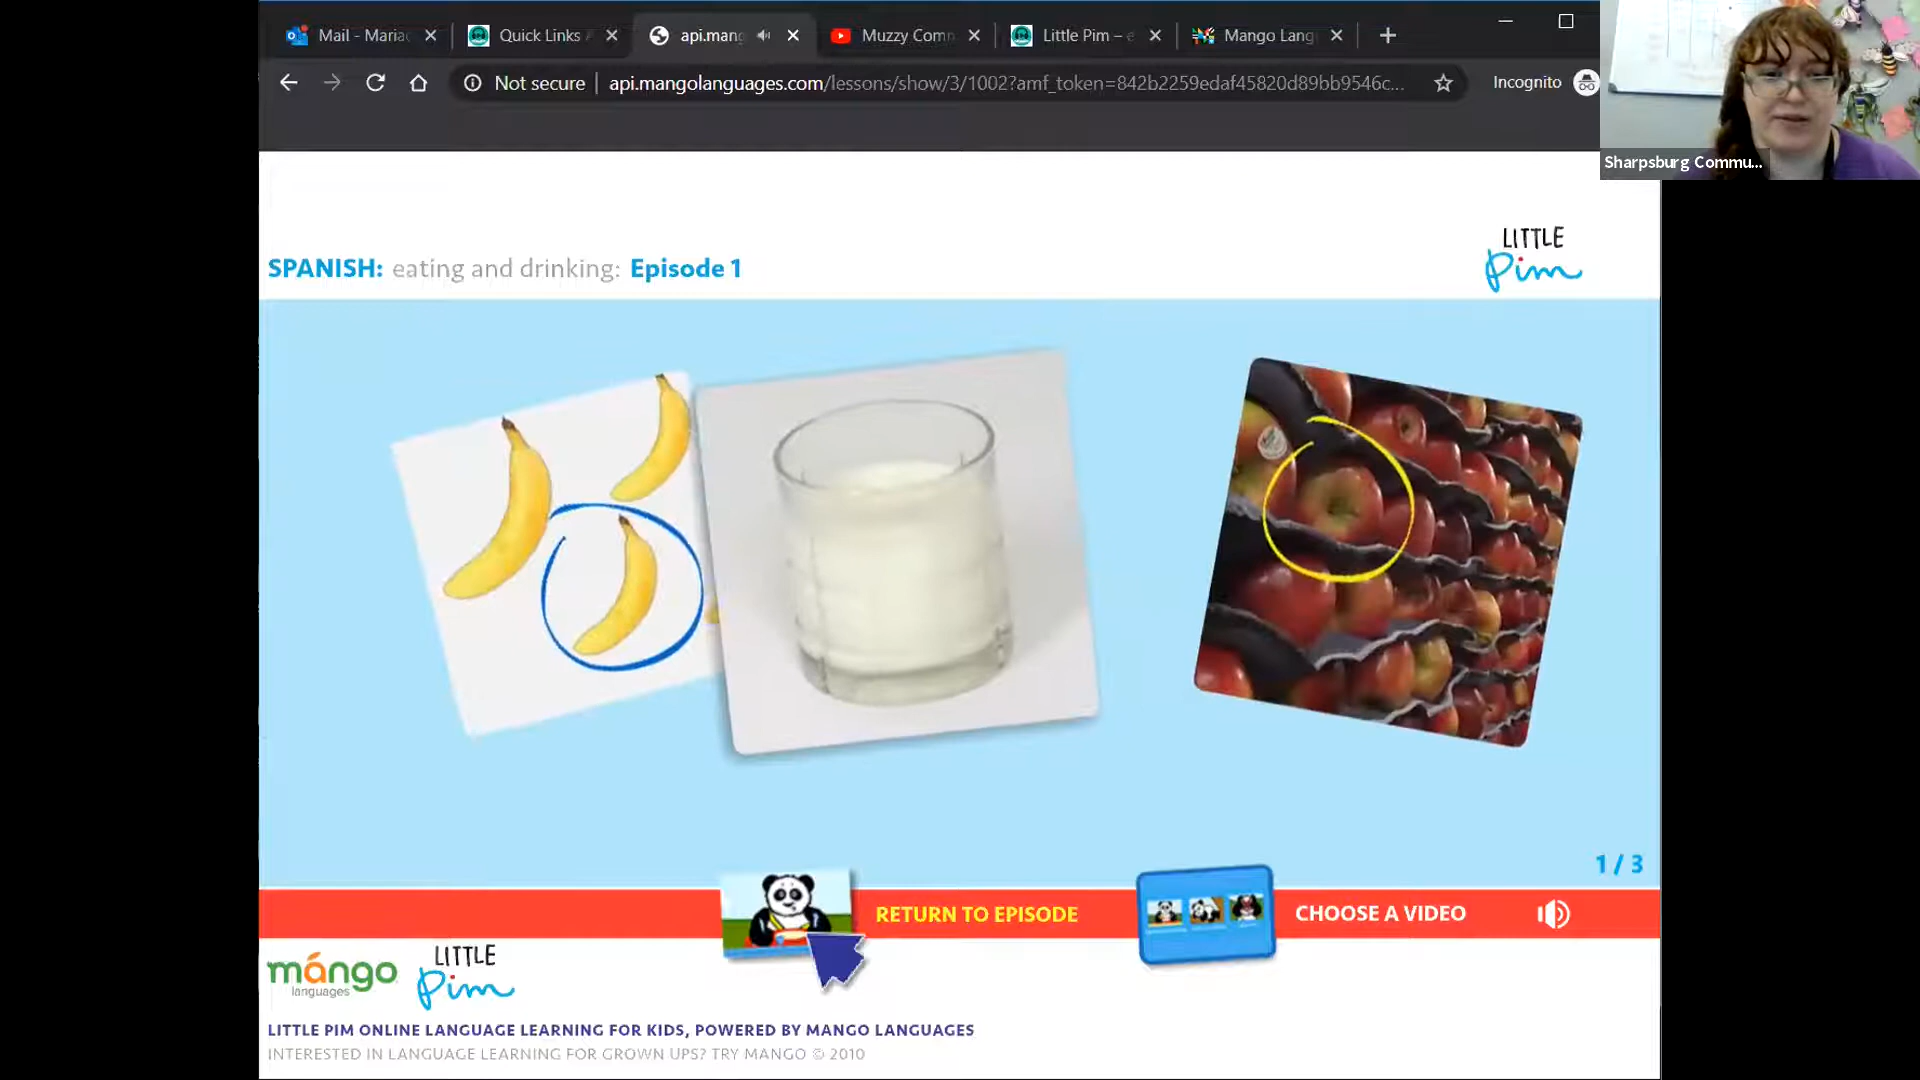 Mail - Maria
Quick Links
api.mang
Muzzy Com
Little Pim – e
Mango Lang
Not secure
api.mangolanguages.com/lessons/show/3/1002?amf_token=842b2259edaf45820d89bb9546c...
Incognito
Sharpsburg Commu...
SPANISH: eating and drinking: Episode 1
LITTLE
Pim
1 / 3
RETURN TO EPISODE
CHOOSE A VIDEO
mango
languages
LITTLE
Pim
LITTLE PIM ONLINE LANGUAGE LEARNING FOR KIDS, POWERED BY MANGO LANGUAGES
INTERESTED IN LANGUAGE LEARNING FOR GROWN UPS? TRY MANGO © 2010